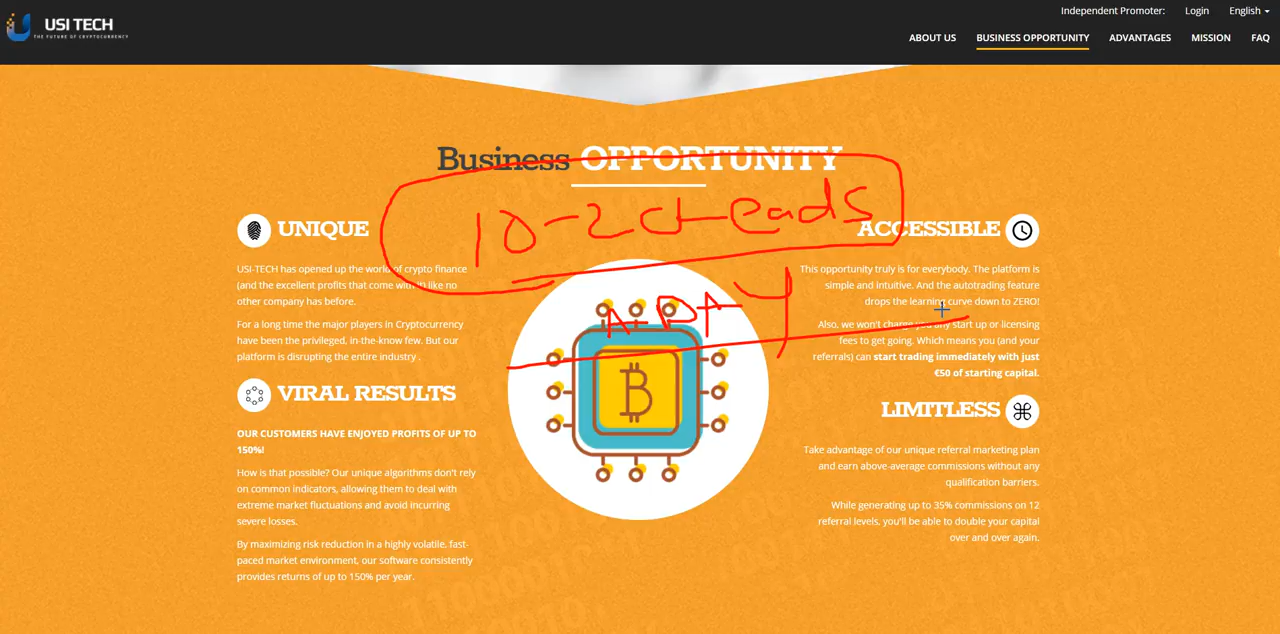 USI TECH
THE FUTURE OF CRYPTOCURRENCY
Independent Promoter:
Login
English
ABOUT US
BUSINESS OPPORTUNITY
ADVANTAGES
MISSION
FAQ
Business OPPORTUNITY
10-20 Leads
A-DAY
UNIQUE
USI-TECH has opened up the world of crypto finance
(and the excellent profits that come with it) like no
other company has before.
For a long time the major players in Cryptocurrency
have been the privileged, in-the-know few. But our
platform is disrupting the entire industry .
VIRAL RESULTS
OUR CUSTOMERS HAVE ENJOYED PROFITS OF UP TO
150%!
How is that possible? Our unique algorithms don't rely
on common indicators, allowing them to deal with
extreme market fluctuations and avoid incurring
severe losses.
By maximizing risk reduction in a highly volatile, fast-
paced market environment, our software consistently
provides returns of up to 150% per year.
ACCESSIBLE
This opportunity truly is for everybody. The platform is
simple and intuitive. And the autotrading feature
drops the learning curve down to ZERO!
Also, we won't charge you any start up or licensing
fees to get going. Which means you (and your
referrals) can start trading immediately with just
€50 of starting capital.
LIMITLESS
Take advantage of our unique referral marketing plan
and earn above-average commissions without any
qualification barriers.
While generating up to 35% commissions on 12
referral levels, you'll be able to double your capital
over and over again.